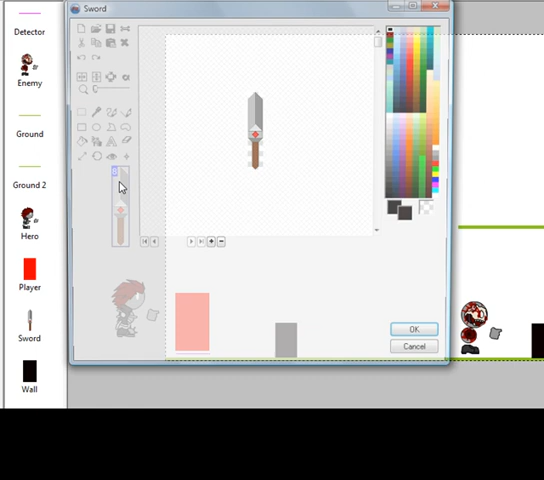 Sword
Detector
Enemy
Ground
Ground 2
Hero
Player
Sword
Wall
OK
Cancel